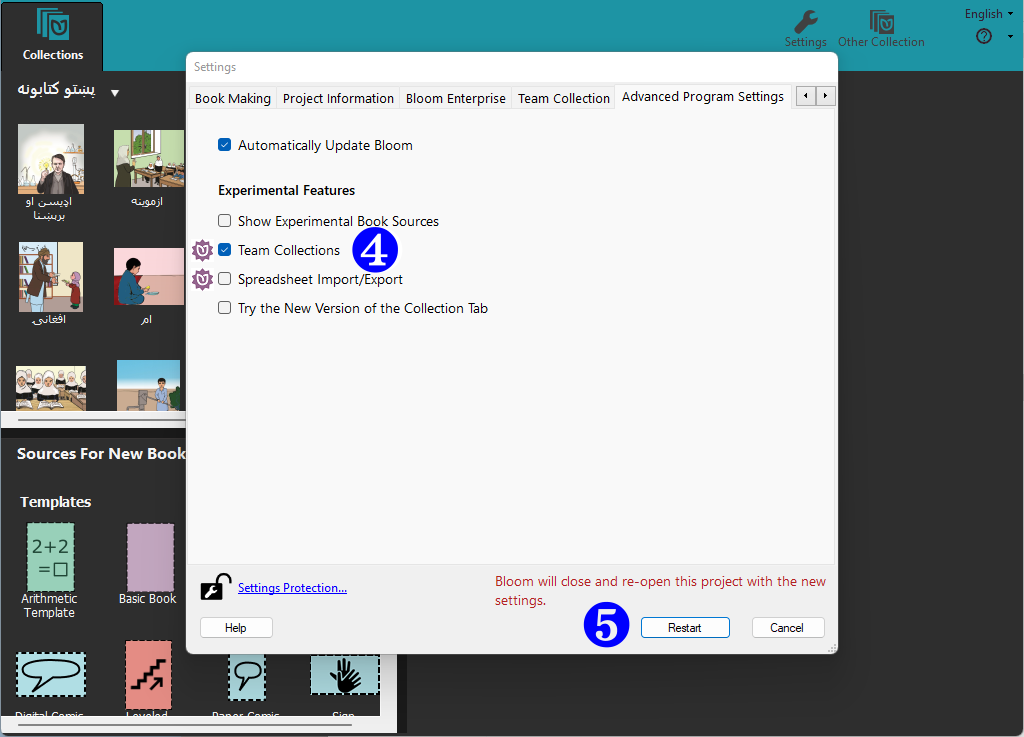 Collections
Settings
Other Collection
English
پښتو کتابونه
اډیسن او
بریښنا
ازموینه
افغانۍ
ام
Sources For New Book
Templates
2+2
=□
Arithmetic
Template
Basic Book
Settings
Book Making
Project Information
Bloom Enterprise
Team Collection
Advanced Program Settings
Automatically Update Bloom
Experimental Features
Show Experimental Book Sources
Team Collections
4
Spreadsheet Import/Export
Try the New Version of the Collection Tab
Settings Protection...
Bloom will close and re-open this project with the new
settings.
Help
5
Restart
Cancel
Digital Comic
Leveled
Paper Comic
Sign